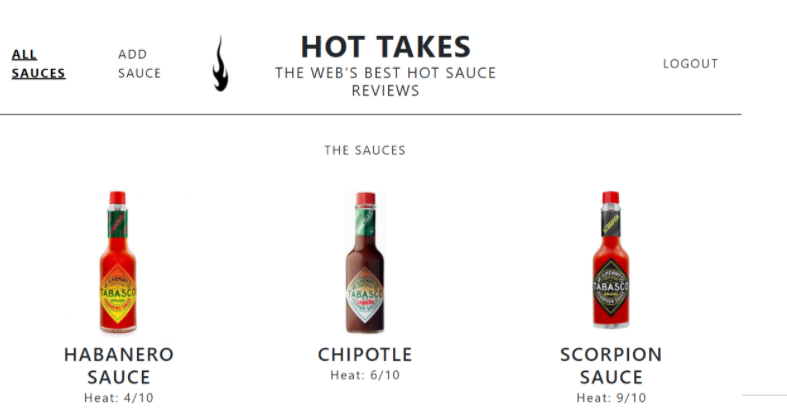 ALL
SAUCES
ADD
SAUCE
HOT TAKES
THE WEB'S BEST HOT SAUCE
REVIEWS
LOGOUT
THE SAUCES
TABASCO
TABASCO
TABASCO
HABANERO
SAUCE
Heat: 4/10
CHIPOTLE
Heat: 6/10
SCORPION
SAUCE
Heat: 9/10